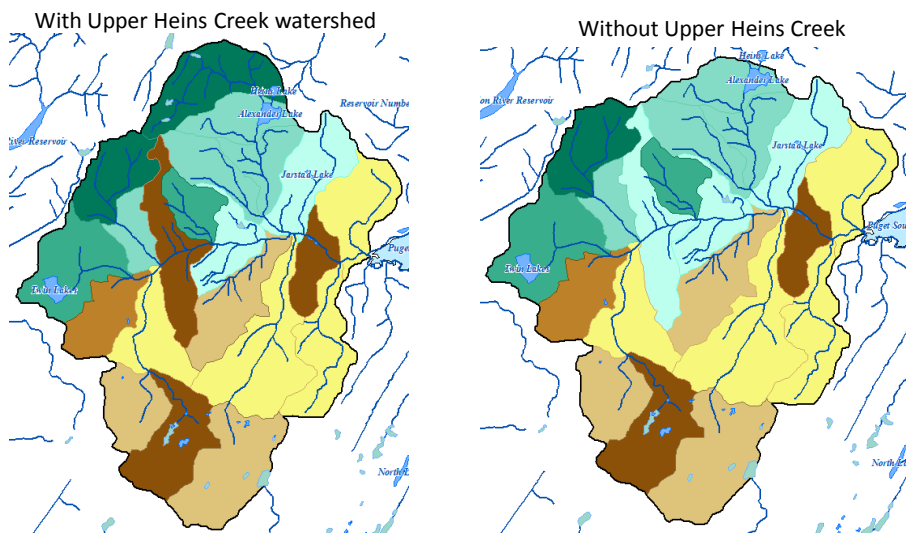 With Upper Heins Creek watershed
Without Upper Heins Creek
Heins Lake
Alexander Lake
Reservoir Numbe
River Reservoir
Jarstad Lake
Puget
Twin Lakes
North L
Heins Lake
Alexander Lake
on River Reservoir
Jarstad Lake
Puget Sou
Twin Lakes
North L